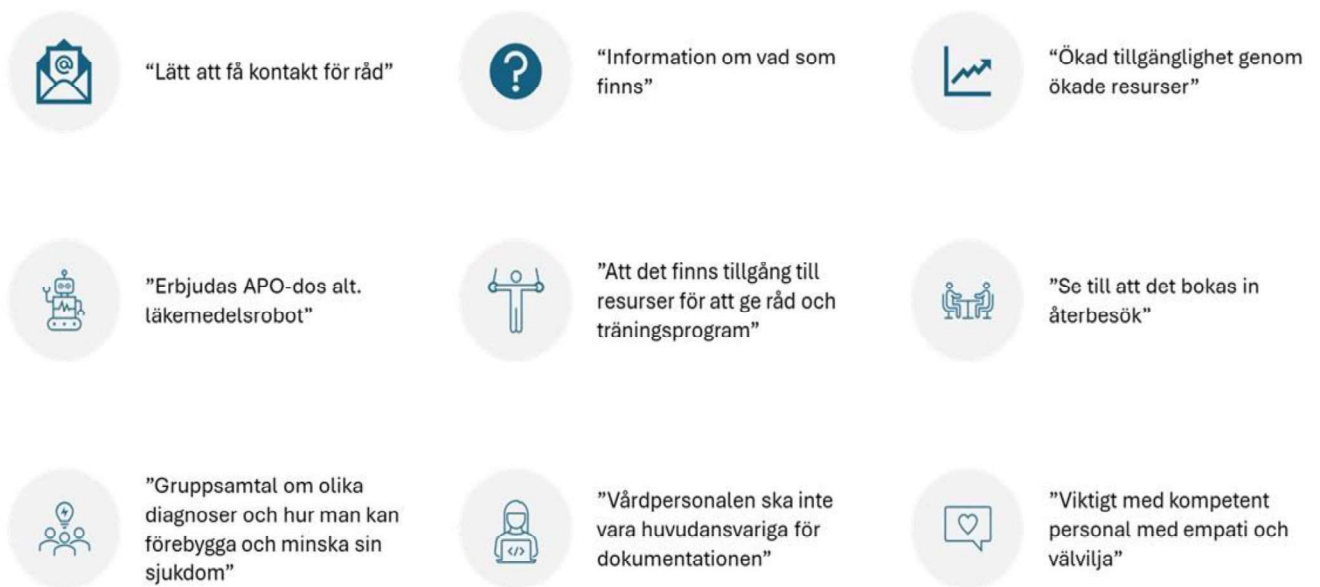 “Lätt att få kontakt för råd”
“Information om vad som
finns”
“Ökad tillgänglighet genom
ökade resurser”
”Erbjudas APO-dos alt.
läkemedelsrobot”
”Att det finns tillgång till
resurser för att ge råd och
träningsprogram”
”Se till att det bokas in
återbesök”
”Gruppsamtal om olika
diagnoser och hur man kan
förebygga och minska sin
sjukdom”
”Vårdpersonalen ska inte
vara huvudansvariga för
dokumentationen”
”Viktigt med kompetent
personal med empati och
välvilja”